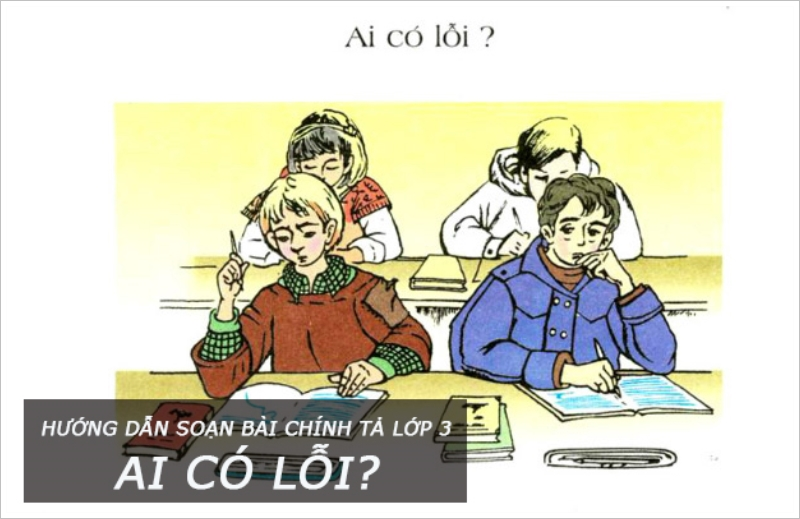 Ai có lỗi ?
HƯỚNG DẪN SOẠN BÀI CHÍNH TẢ LỚP 3
AI CÓ LỖI?